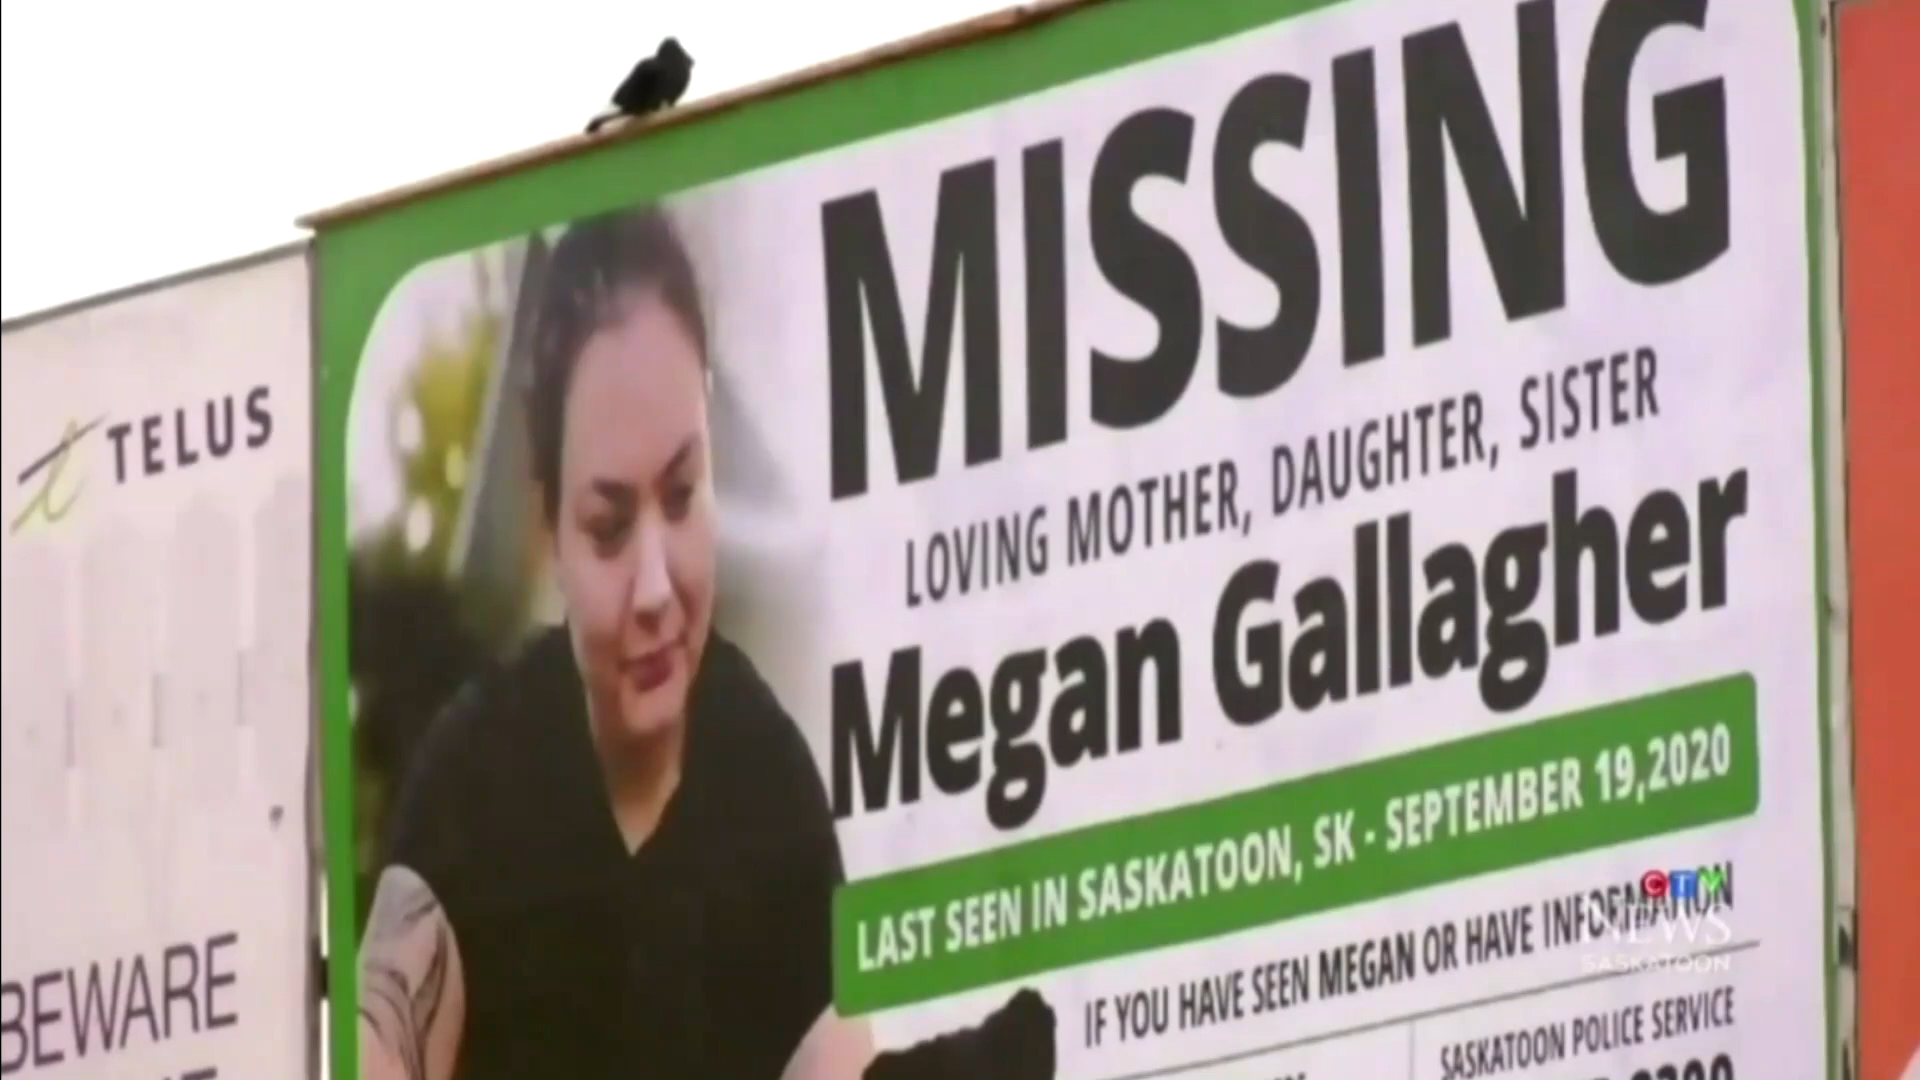 TELUS
BEWARE
MISSING
LOVING MOTHER, DAUGHTER, SISTER
Megan Gallagher
LAST SEEN IN SASKATOON, SK - SEPTEMBER 19,2020
IF YOU HAVE SEEN MEGAN OR HAVE INFORMATION
SASKATOON POLICE SERVICE
CTV
NEWS
SASKATOON